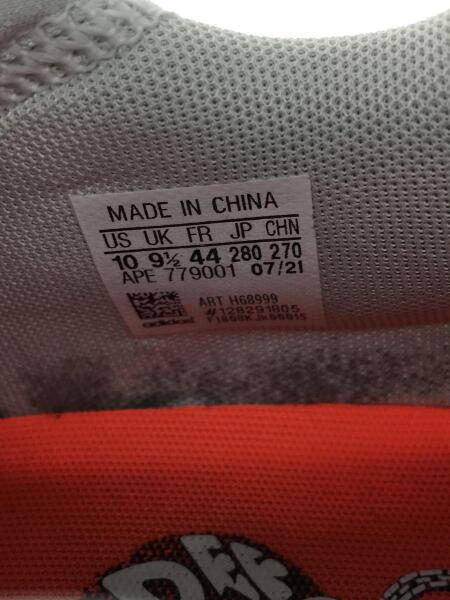 MADE IN CHINA
US UK FR JP CHN
10 9½ 44 280 270
APE 779001 07/21
ART H68999
#128291805
adidas